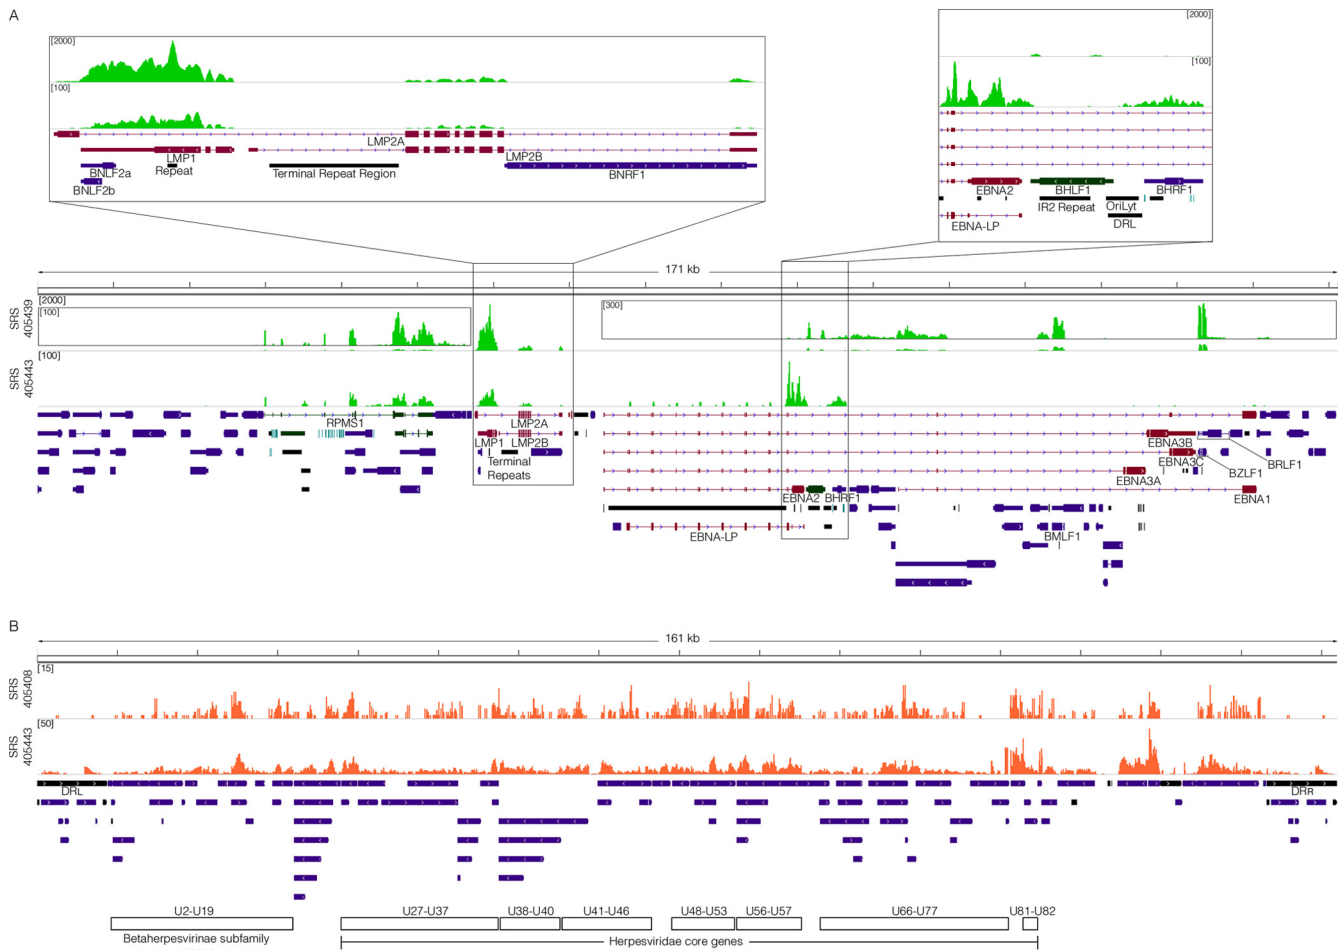 A
[2000]
[100]
LMP2A
LMP1
Repeat
LMP2B
BNLF2a
BNLF2b
Terminal Repeat Region
BNRF1
[2000]
[100]
EBNA2
BHLF1
BHRF1
IR2 Repeat
OriLyt
DRL
EBNA-LP
171 kb
SRS
405439
[2000]
[100]
[300]
SRS
405443
[100]
RPMS1
LMP2A
LMP1
LMP2B
Terminal
Repeats
EBNA3B
EBNA3C
BRLF1
BZLF1
EBNA3A
EBNA2
BHRF1
EBNA1
EBNA-LP
BMLF1
B
161 kb
SRS
405408
[15]
SRS
405443
[50]
DRL
DRR
U2-U19
U27-U37
U38-U40
U41-U46
U48-U53
U56-U57
U66-U77
U81-U82
Betaherpesvirinae subfamily
Herpesviridae core genes